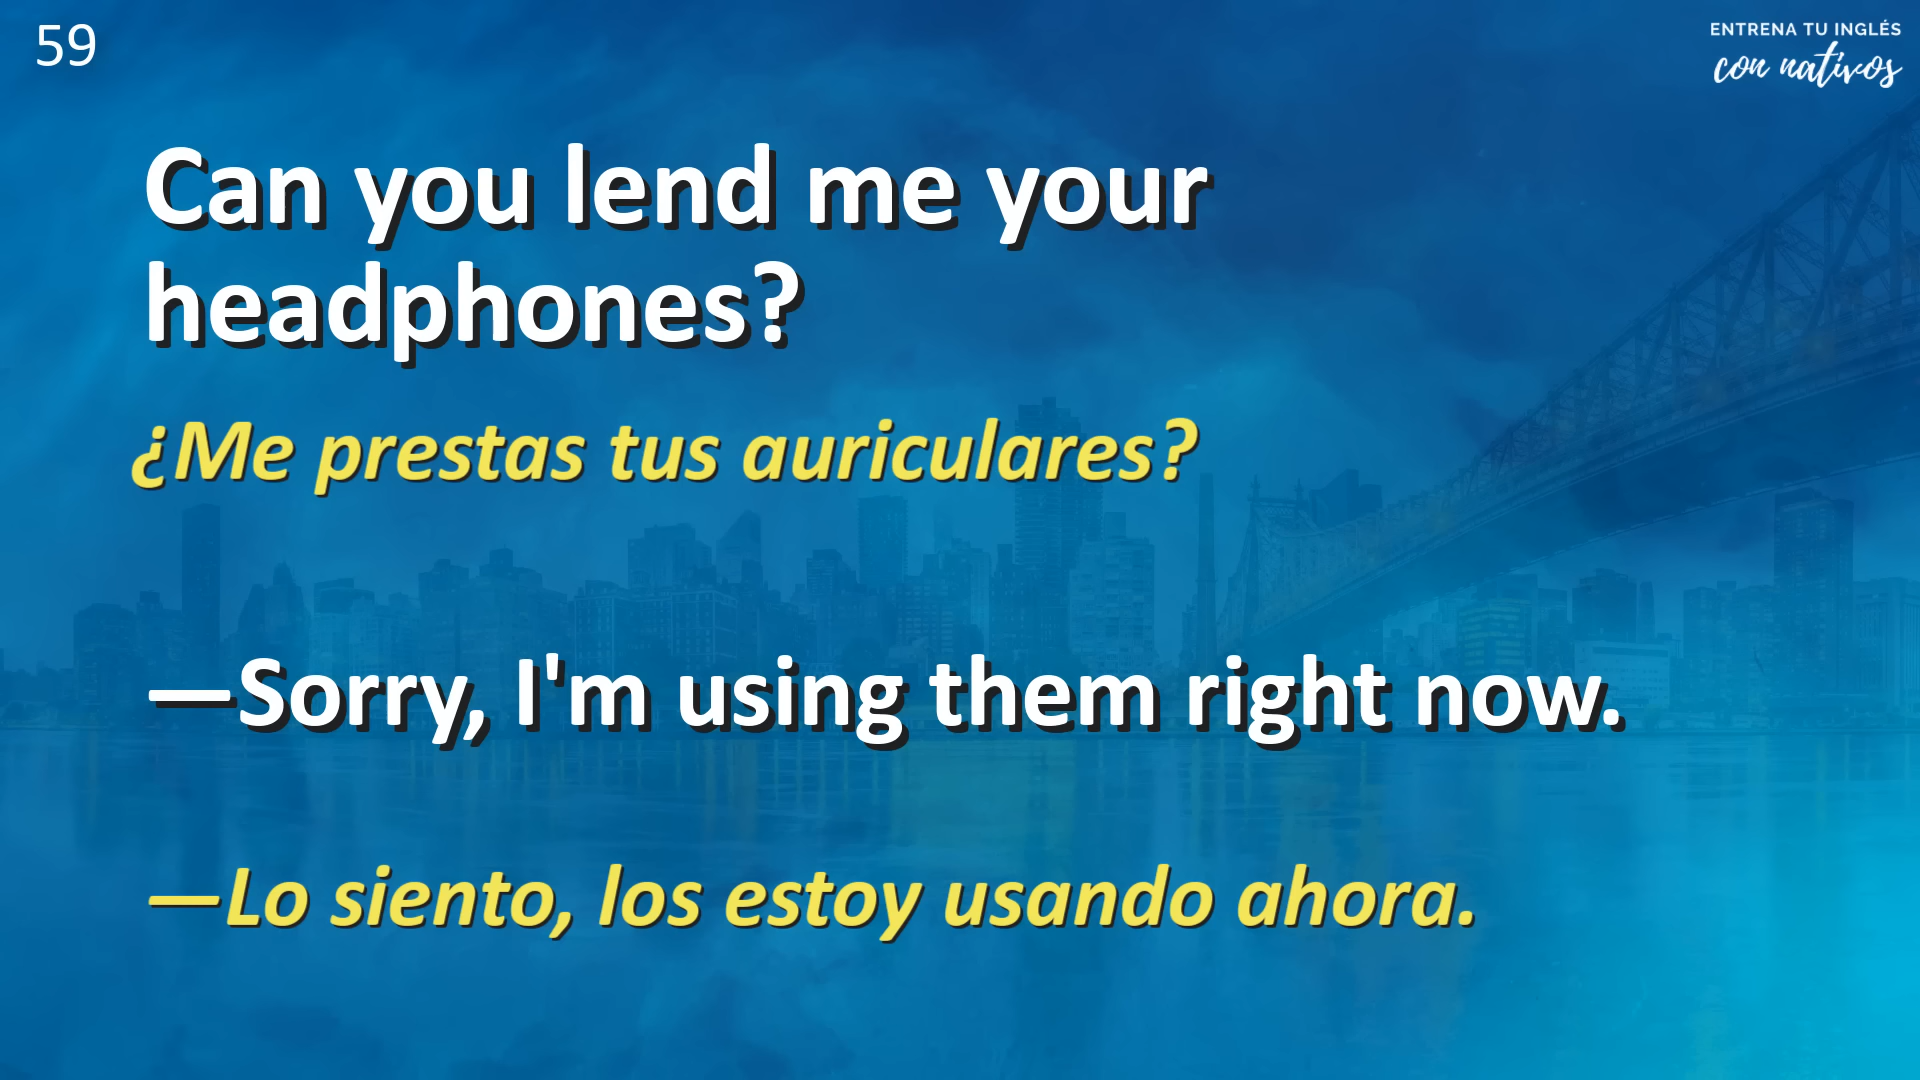 59
ENTRENA TU INGLÉS
con nativos
Can you lend me your
headphones?
¿Me prestas tus auriculares?
—Sorry, I'm using them right now.
—Lo siento, los estoy usando ahora.